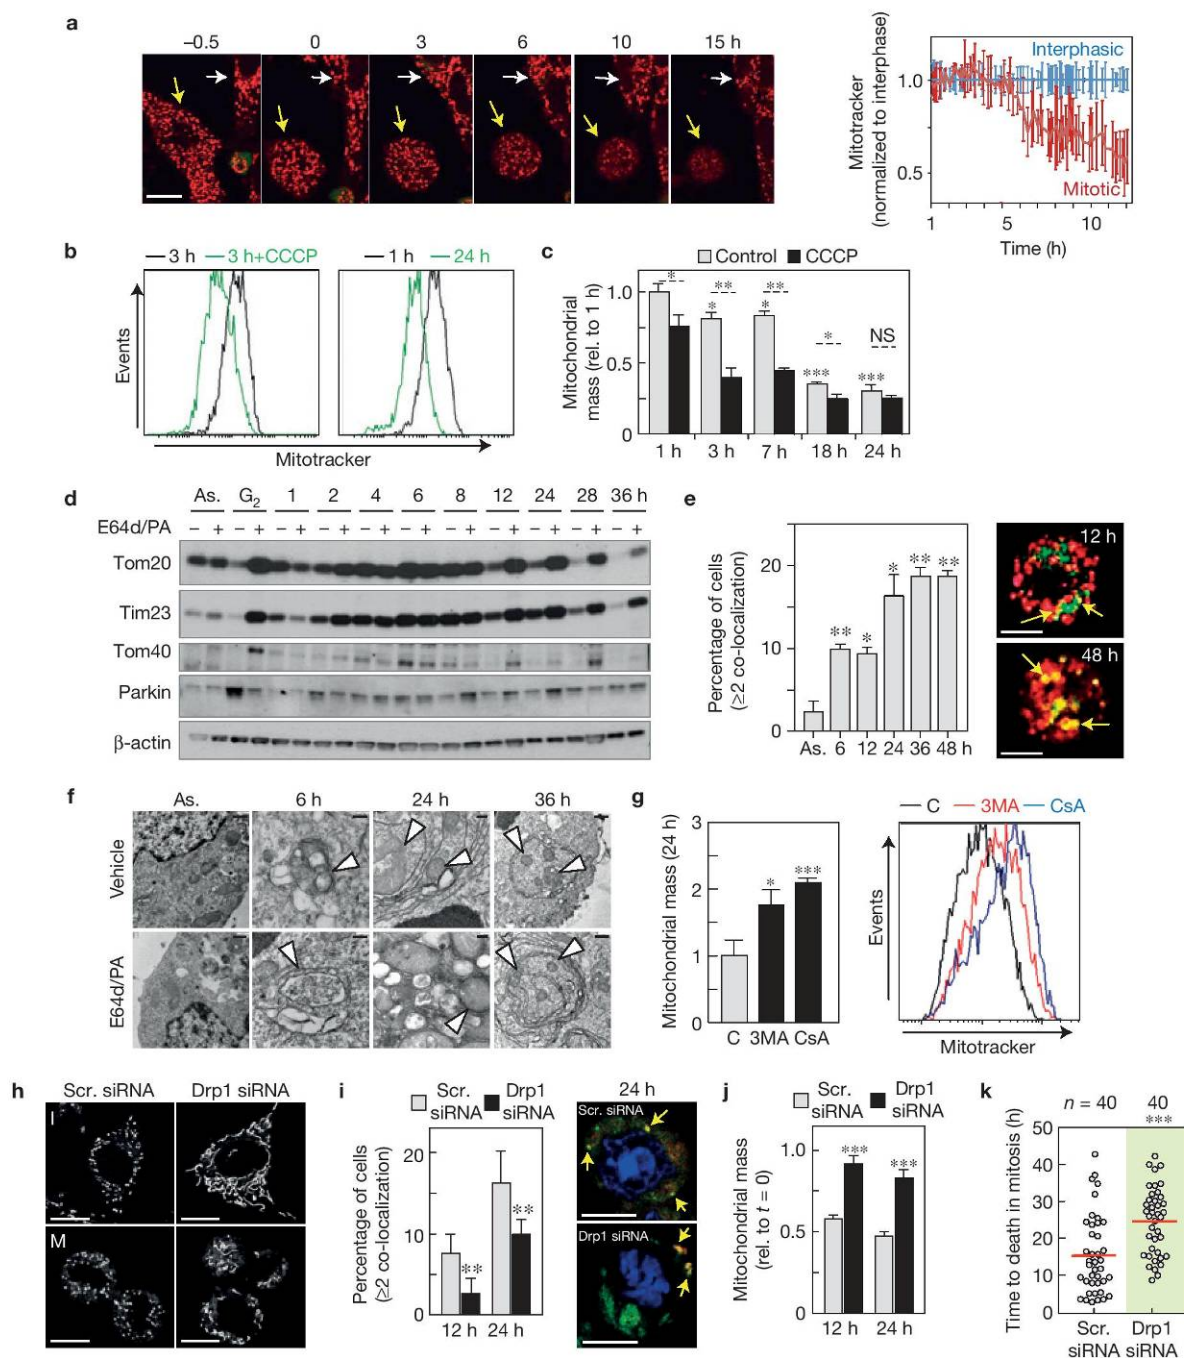 a
–0.5 0 3 6 10 15 h
Mitotracker
(normalized to interphase)
1.0
0.5
Interphasic
Mitotic
1 5 10
Time (h)
b
3 h 3 h+CCCP
1 h 24 h
Events
Mitotracker
c
Control CCCP
Mitochondrial
mass (rel. to 1 h)
1.0
0.5
0
* ** ** * NS
* * *** ***
1 h 3 h 7 h 18 h 24 h
d
As. G2 1 2 4 6 8 12 24 28 36 h
E64d/PA – + – + – + – + – + – + – + – + – + – + – +
Tom20
Tim23
Tom40
Parkin
β-actin
e
Percentage of cells
(≥2 co-localization)
20
10
0
** * * ** **
As. 6 12 24 36 48 h
12 h
48 h
f
As. 6 h 24 h 36 h
Vehicle
E64d/PA
g
Mitochondrial mass (24 h)
3
2
1
0
* ***
C 3MA CsA
C 3MA CsA
Events
Mitotracker
h
Scr. siRNA Drp1 siRNA
I
M
i
Scr. siRNA Drp1 siRNA
Percentage of cells
(≥2 co-localization)
20
10
0
** **
12 h 24 h
24 h
Scr. siRNA
Drp1 siRNA
j
Scr. siRNA Drp1 siRNA
Mitochondrial mass
(rel. to t = 0)
1.0
0.5
0
*** ***
12 h 24 h
k
n = 40 40
***
Time to death in mitosis (h)
50
40
30
20
10
0
Scr. siRNA Drp1 siRNA